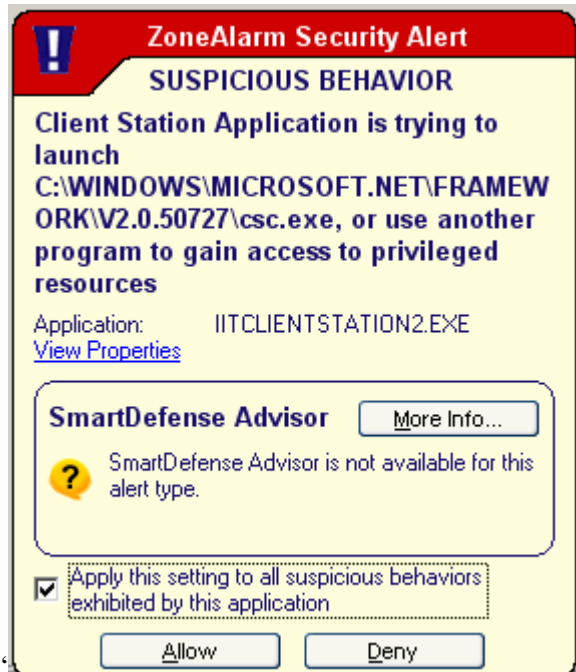 ZoneAlarm Security Alert
SUSPICIOUS BEHAVIOR
Client Station Application is trying to
launch
C:\WINDOWS\MICROSOFT.NET\FRAMEW
ORK\V2.0.50727\csc.exe, or use another
program to gain access to privileged
resources
Application: IITCLIENTSTATION2.EXE
View Properties
SmartDefense Advisor More Info...
SmartDefense Advisor is not available for this
alert type.
Apply this setting to all suspicious behaviors
exhibited by this application
Allow Deny